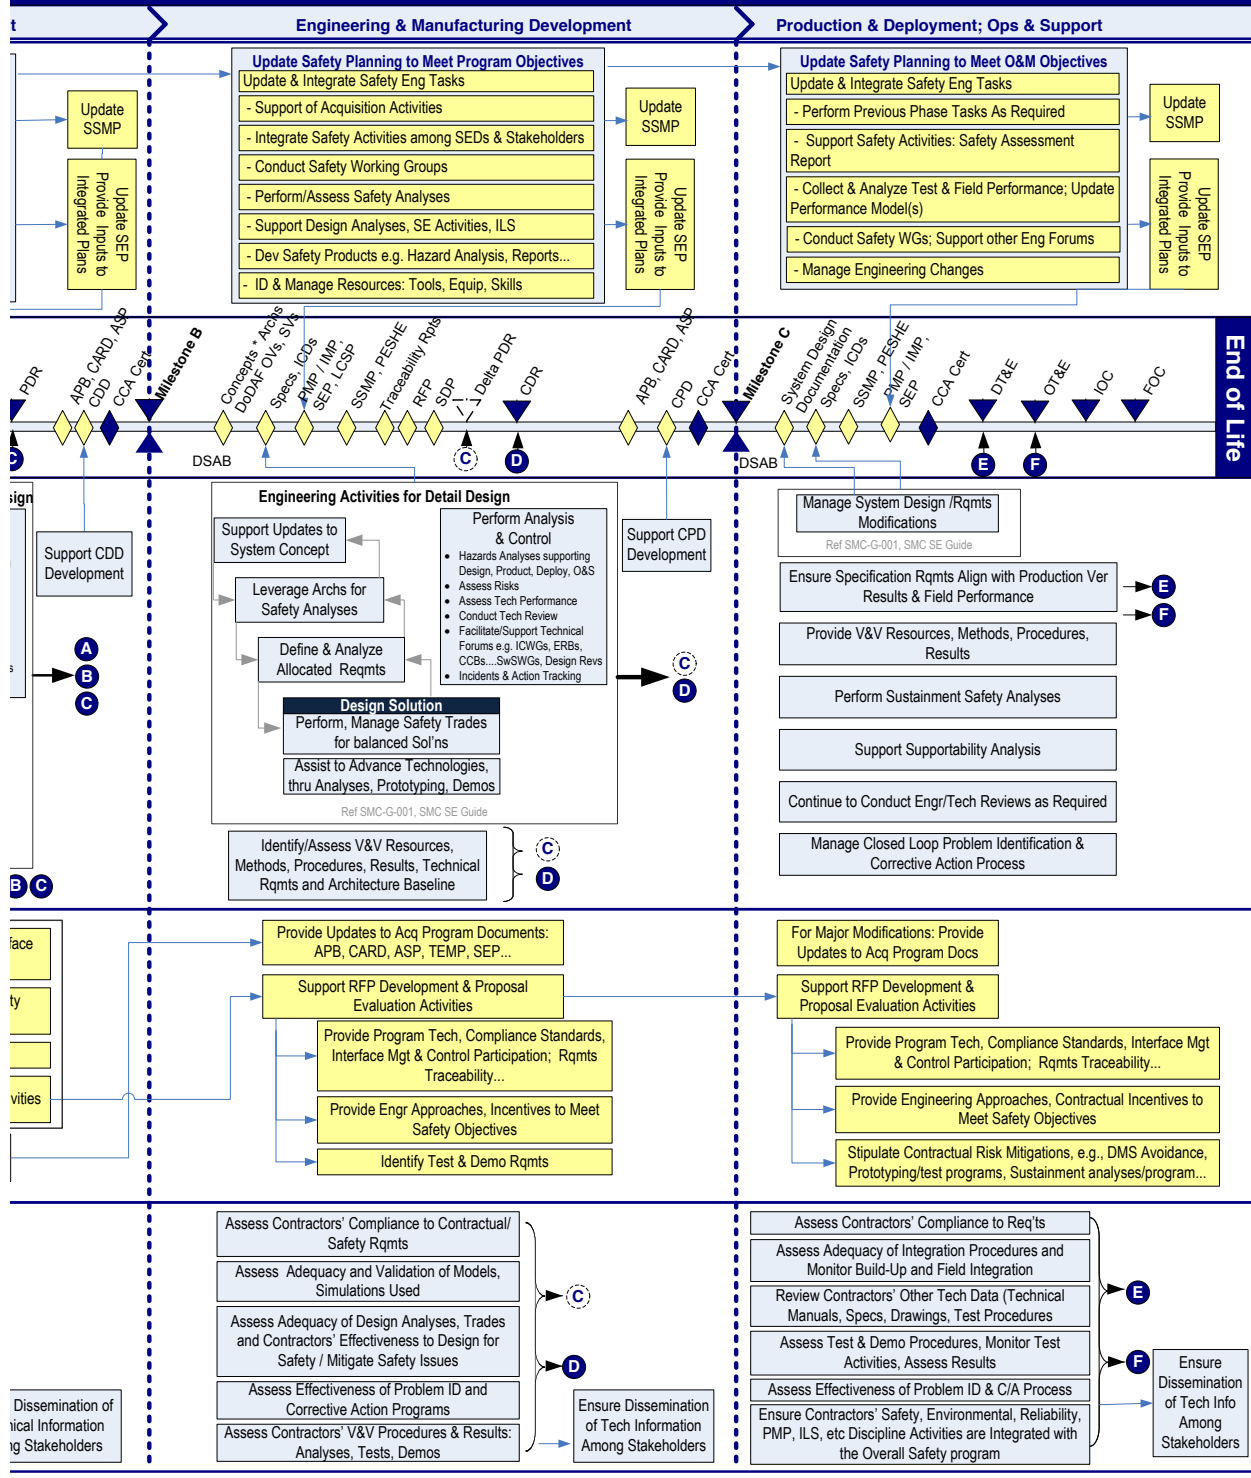 t
Engineering & Manufacturing Development
Production & Deployment; Ops & Support
Update SSMP
Update SEP
Provide Inputs to
Integrated Plans
Update Safety Planning to Meet Program Objectives
Update & Integrate Safety Eng Tasks
- Support of Acquisition Activities
- Integrate Safety Activities among SEDs & Stakeholders
- Conduct Safety Working Groups
- Perform/Assess Safety Analyses
- Support Design Analyses, SE Activities, ILS
- Dev Safety Products e.g. Hazard Analysis, Reports...
- ID & Manage Resources: Tools, Equip, Skills
Update
SSMP
Update SEP
Provide Inputs to
Integrated Plans
Update Safety Planning to Meet O&M Objectives
Update & Integrate Safety Eng Tasks
- Perform Previous Phase Tasks As Required
- Support Safety Activities: Safety Assessment
Report
- Collect & Analyze Test & Field Performance; Update
Performance Model(s)
- Conduct Safety WGs; Support other Eng Forums
- Manage Engineering Changes
Update
SSMP
Update SEP
Provide Inputs to
Integrated Plans
PDR
APB, CARD, ASP
CDD
CCA Cert
Milestone B
Concepts * Archs
DoDAF OVs, SVs
Specs, ICDs
PMP / IMP,
SEP, LCSP
SSMP, PESHE
Traceability Rpts
RFP
SDP
Delta PDR
CDR
APB, CARD, ASP
CPD
CCA Cert
Milestone C
System Design
Documentation
Specs, ICDs
SSMP, PESHE
PMP / IMP,
SEP
CCA Cert
DT&E
OT&E
IOC
FOC
End of Life
C
DSAB
C
D
DSAB
E
F
sign
Support CDD
Development
A
B
C
s
B
C
Engineering Activities for Detail Design
Support Updates to
System Concept
Leverage Archs for
Safety Analyses
Define & Analyze
Allocated Reqmts
Design Solution
Perform, Manage Safety Trades
for balanced Sol'ns
Assist to Advance Technologies,
thru Analyses, Prototyping, Demos
Ref SMC-G-001, SMC SE Guide
Perform Analysis
& Control
• Hazards Analyses supporting
Design, Product, Deploy, O&S
• Assess Risks
• Assess Tech Performance
• Conduct Tech Review
• Facilitate/Support Technical
Forums e.g. ICWGs, ERBs,
CCBs....SwSWGs, Design Revs
• Incidents & Action Tracking
C
D
Support CPD
Development
Identify/Assess V&V Resources,
Methods, Procedures, Results, Technical
Rqmts and Architecture Baseline
C
D
Manage System Design /Rqmts
Modifications
Ref SMC-G-001, SMC SE Guide
Ensure Specification Rqmts Align with Production Ver
Results & Field Performance
E
F
Provide V&V Resources, Methods, Procedures,
Results
Perform Sustainment Safety Analyses
Support Supportability Analysis
Continue to Conduct Engr/Tech Reviews as Required
Manage Closed Loop Problem Identification &
Corrective Action Process
face
ty
vities
Provide Updates to Acq Program Documents:
APB, CARD, ASP, TEMP, SEP...
Support RFP Development & Proposal
Evaluation Activities
Provide Program Tech, Compliance Standards,
Interface Mgt & Control Participation; Rqmts
Traceability...
Provide Engr Approaches, Incentives to Meet
Safety Objectives
Identify Test & Demo Rqmts
For Major Modifications: Provide
Updates to Acq Program Docs
Support RFP Development &
Proposal Evaluation Activities
Provide Program Tech, Compliance Standards, Interface Mgt
& Control Participation; Rqmts Traceability...
Provide Engineering Approaches, Contractual Incentives to
Meet Safety Objectives
Stipulate Contractual Risk Mitigations, e.g., DMS Avoidance,
Prototyping/test programs, Sustainment analyses/program...
Dissemination of
nical Information
ng Stakeholders
Assess Contractors' Compliance to Contractual/
Safety Rqmts
Assess Adequacy and Validation of Models,
Simulations Used
Assess Adequacy of Design Analyses, Trades
and Contractors' Effectiveness to Design for
Safety / Mitigate Safety Issues
Assess Effectiveness of Problem ID and
Corrective Action Programs
Assess Contractors' V&V Procedures & Results:
Analyses, Tests, Demos
C
D
Ensure Dissemination
of Tech Information
Among Stakeholders
Assess Contractors' Compliance to Req'ts
Assess Adequacy of Integration Procedures and
Monitor Build-Up and Field Integration
Review Contractors' Other Tech Data (Technical
Manuals, Specs, Drawings, Test Procedures
Assess Test & Demo Procedures, Monitor Test
Activities, Assess Results
Assess Effectiveness of Problem ID & C/A Process
Ensure Contractors' Safety, Environmental, Reliability,
PMP, ILS, etc Discipline Activities are Integrated with
the Overall Safety program
E
F
Ensure
Dissemination
of Tech Info
Among
Stakeholders